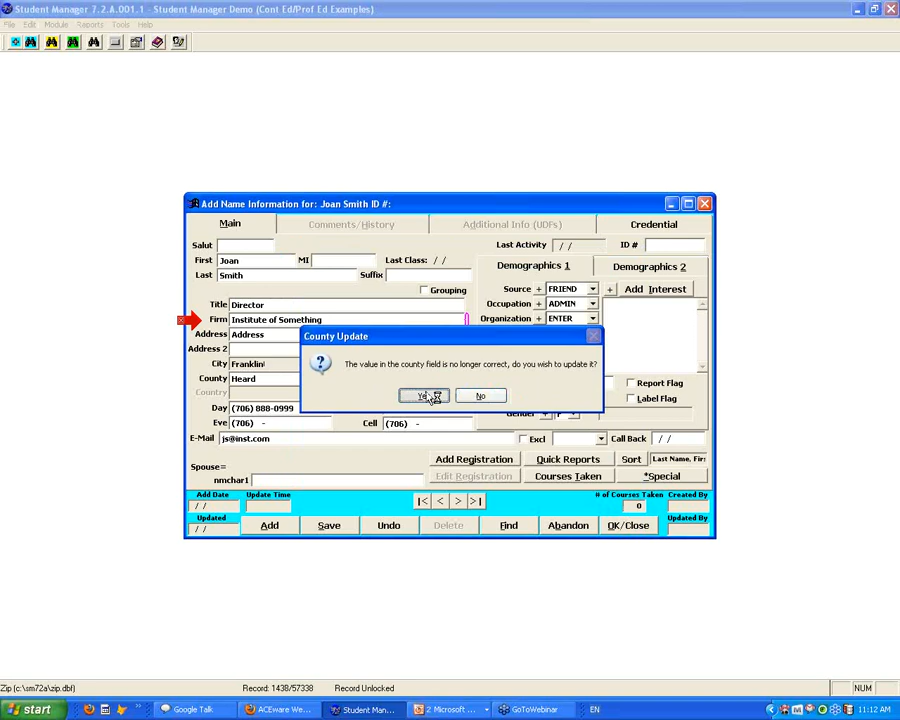 Student Manager 7.2.A.001.1 - Student Manager Demo (Cont Ed/Prof Ed Examples)
File Edit Module Reports Tools Help
Add Name Information for: Joan Smith ID #:
Main Comments/History Additional Info (UDFs) Credential
Salut Last Activity / / ID #
First Joan MI Last Class: / / Demographics 1 Demographics 2
Last Smith Suffix
Grouping Source + FRIEND + Add Interest
Title Director Occupation + ADMIN
Firm Institute of Something Organization + ENTER
Address Address County Update
Address 2
City Franklin The value in the county field is no longer correct, do you wish to update it?
County Heard Report Flag
Country Yes No Label Flag
Day (706) 888-0999 Gender +
Eve (706) - Cell (706) -
E-Mail js@inst.com Excl Call Back / /
Add Registration Quick Reports Sort Last Name, Firs
Spouse= Edit Registration Courses Taken *Special
nmchar1
Add Date Update Time |< < > >| # of Courses Taken Created By
/ / 0
Updated Add Save Undo Delete Find Abandon OK/Close Updated By
/ /
Zip (c:\sm72a\zip.dbf) Record: 1438/57338 Record Unlocked NUM
start Google Talk ACEware We... Student Man... 2 Microsoft ... GoToWebinar EN 11:12 AM